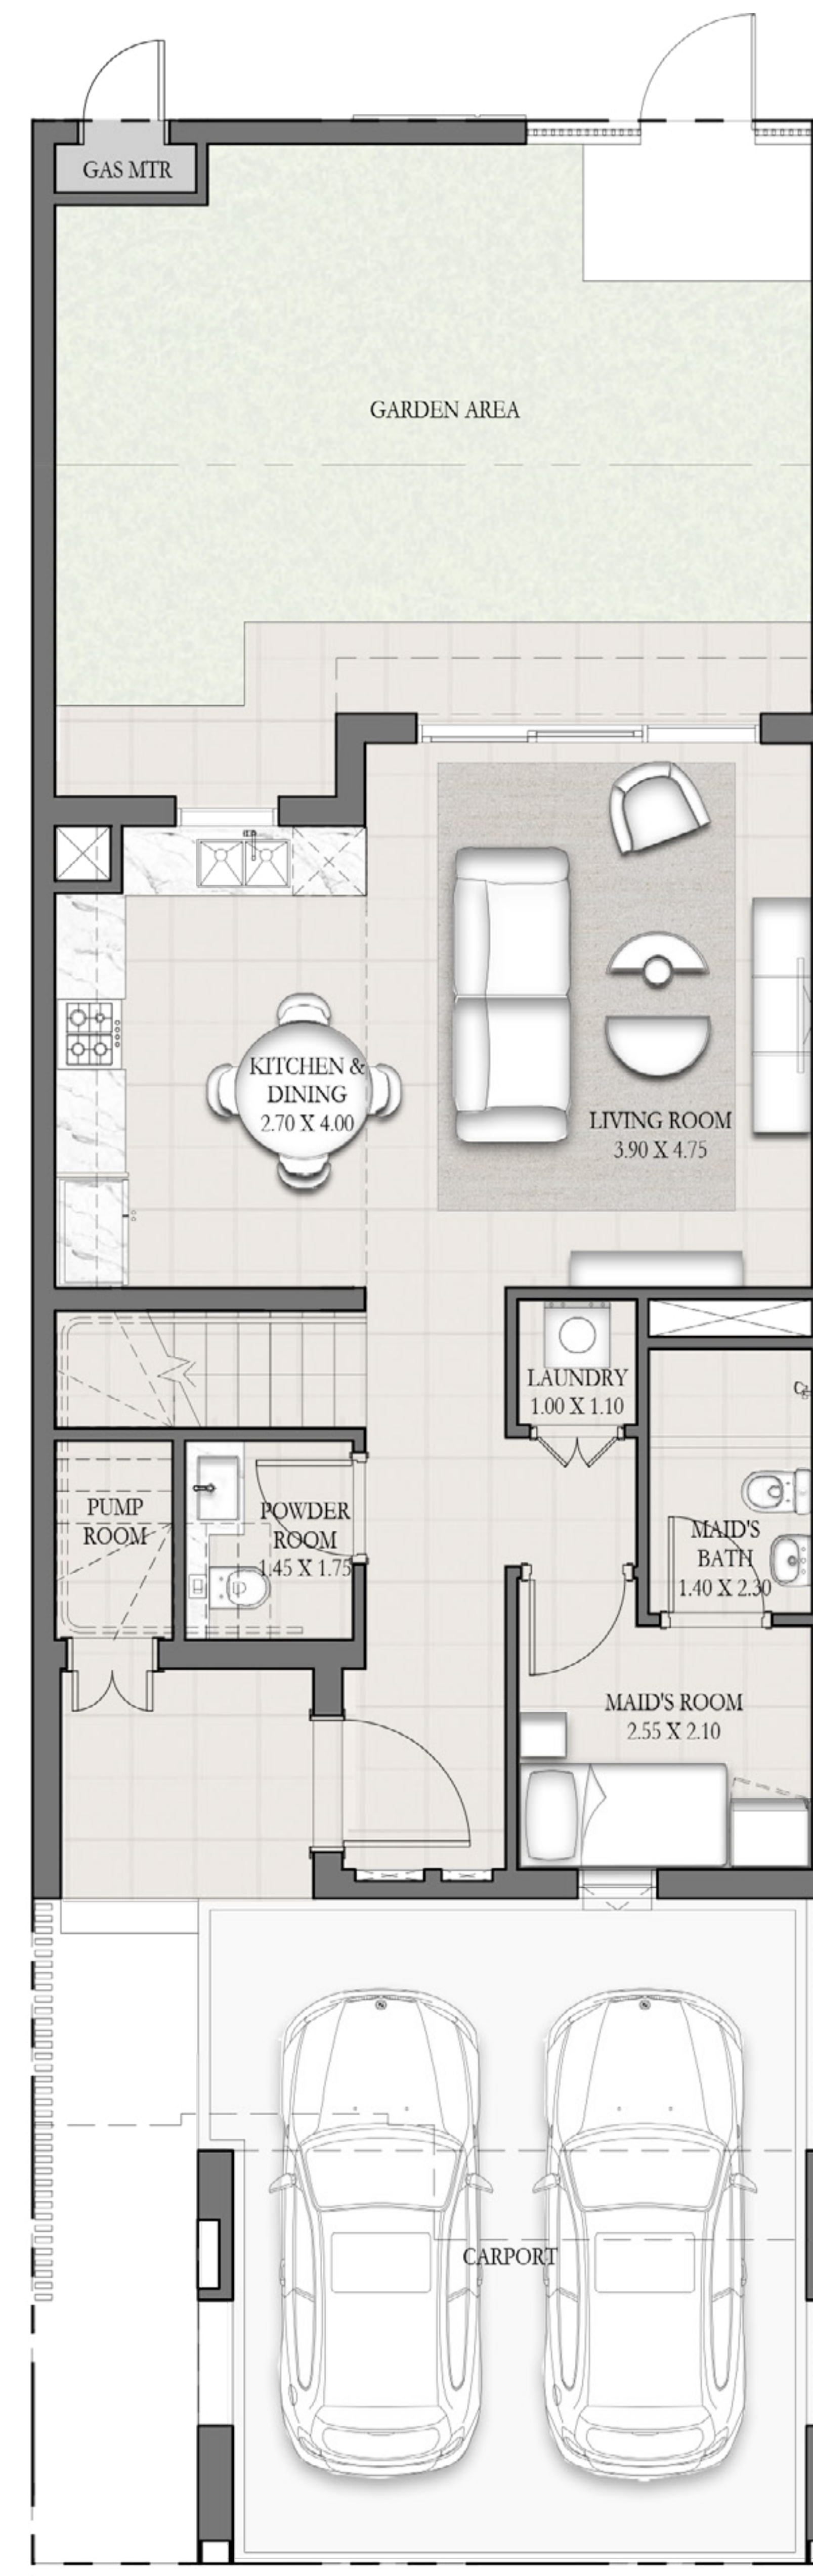 GAS MTR
GARDEN AREA
KITCHEN &
DINING
2.70 X 4.00
LIVING ROOM
3.90 X 4.75
LAUNDRY
1.00 X 1.10
PUMP
ROOM
POWDER
ROOM
1.45 X 1.75
MAID'S
BATH
1.40 X 2.30
MAID'S ROOM
2.55 X 2.10
CARPORT